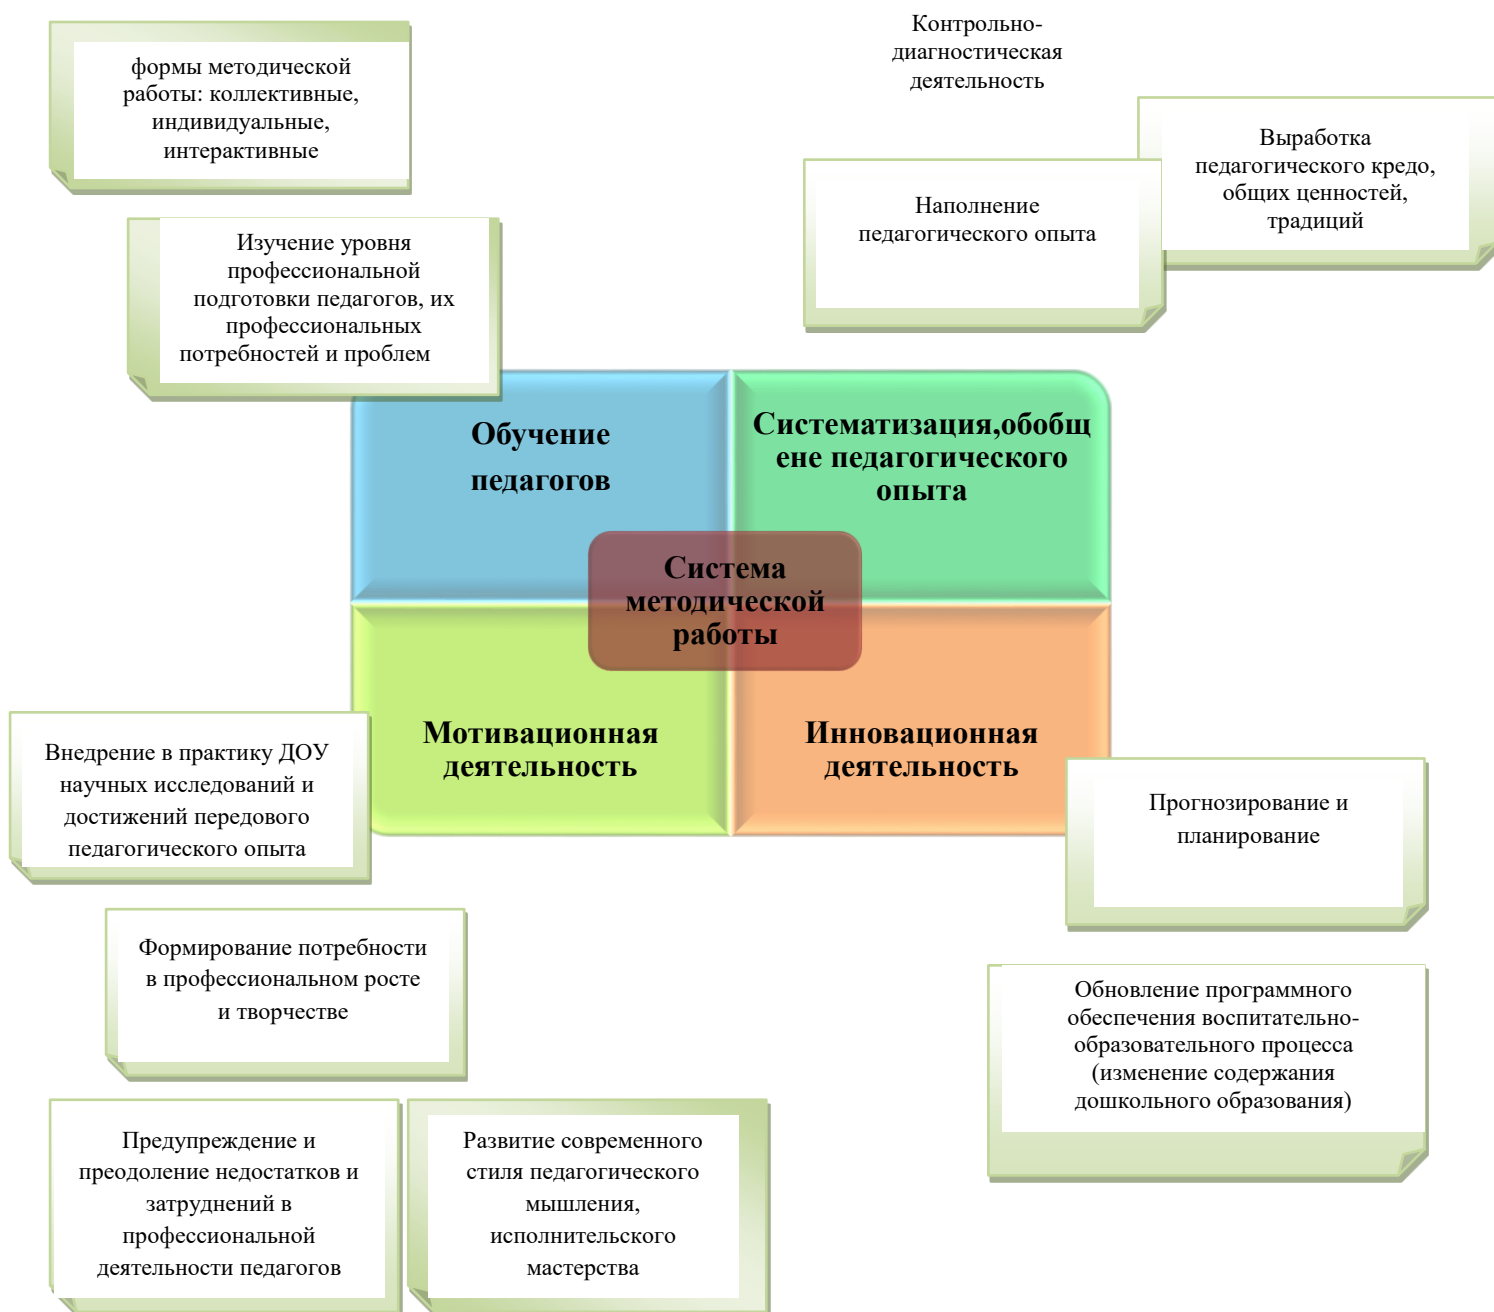 формы методической
работы: коллективные,
индивидуальные,
интерактивные
Контрольно-
диагностическая
деятельность
Выработка
педагогического кредо,
общих ценностей,
традиций
Наполнение
педагогического опыта
Изучение уровня
профессиональной
подготовки педагогов, их
профессиональных
потребностей и проблем
Обучение
педагогов
Систематизация,обобщ
ене педагогического
опыта
Система
методической
работы
Мотивационная
деятельность
Инновационная
деятельность
Внедрение в практику ДОУ
научных исследований и
достижений передового
педагогического опыта
Прогнозирование и
планирование
Формирование потребности
в профессиональном росте
и творчестве
Обновление программного
обеспечения воспитательно-
образовательного процесса
(изменение содержания
дошкольного образования)
Предупреждение и
преодоление недостатков и
затруднений в
профессиональной
деятельности педагогов
Развитие современного
стиля педагогического
мышления,
исполнительского
мастерства